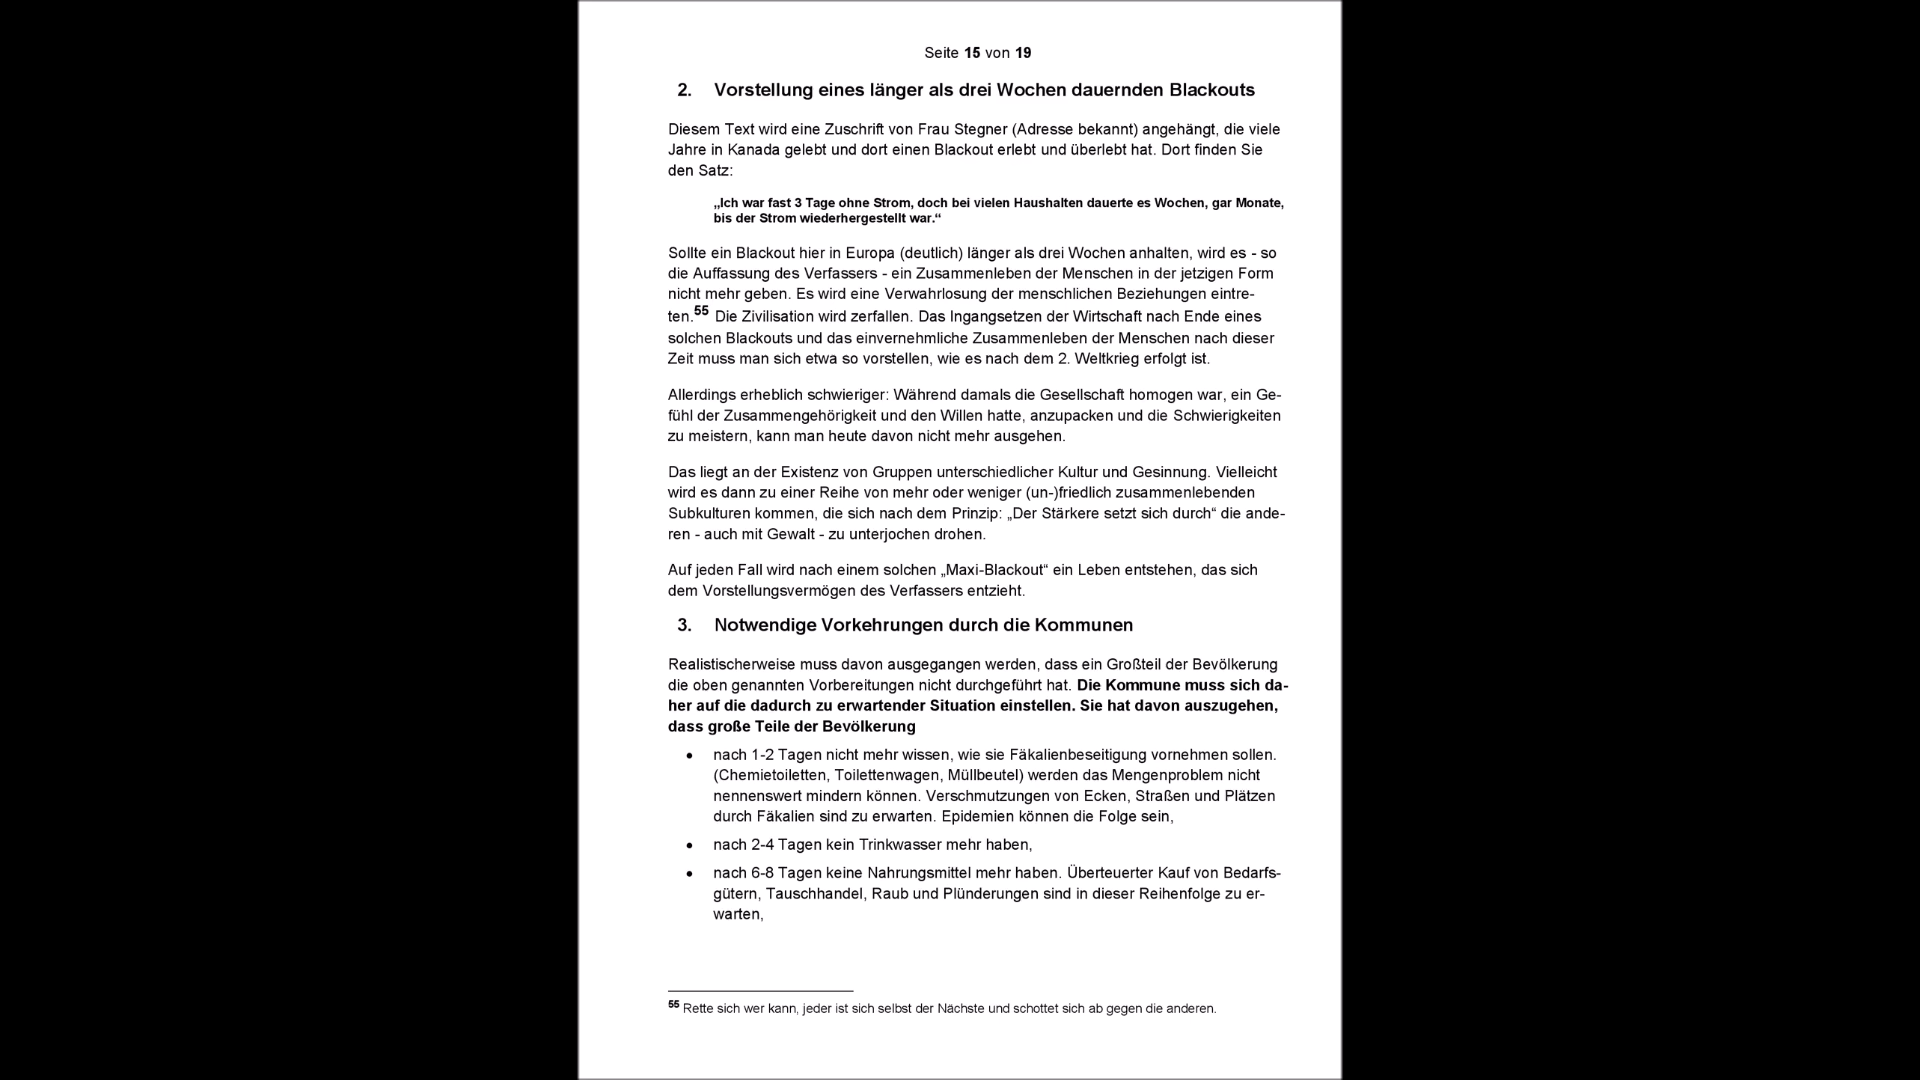 Seite 15 von 19
2. Vorstellung eines länger als drei Wochen dauernden Blackouts
Diesem Text wird eine Zuschrift von Frau Stegner (Adresse bekannt) angehängt, die viele
Jahre in Kanada gelebt und dort einen Blackout erlebt und überlebt hat. Dort finden Sie
den Satz:
„Ich war fast 3 Tage ohne Strom, doch bei vielen Haushalten dauerte es Wochen, gar Monate,
bis der Strom wiederhergestellt war.“
Sollte ein Blackout hier in Europa (deutlich) länger als drei Wochen anhalten, wird es - so
die Auffassung des Verfassers - ein Zusammenleben der Menschen in der jetzigen Form
nicht mehr geben. Es wird eine Verwahrlosung der menschlichen Beziehungen eintre-
ten.55 Die Zivilisation wird zerfallen. Das Ingangsetzen der Wirtschaft nach Ende eines
solchen Blackouts und das einvernehmliche Zusammenleben der Menschen nach dieser
Zeit muss man sich etwa so vorstellen, wie es nach dem 2. Weltkrieg erfolgt ist.
Allerdings erheblich schwieriger: Während damals die Gesellschaft homogen war, ein Ge-
fühl der Zusammengehörigkeit und den Willen hatte, anzupacken und die Schwierigkeiten
zu meistern, kann man heute davon nicht mehr ausgehen.
Das liegt an der Existenz von Gruppen unterschiedlicher Kultur und Gesinnung. Vielleicht
wird es dann zu einer Reihe von mehr oder weniger (un-)friedlich zusammenlebenden
Subkulturen kommen, die sich nach dem Prinzip: „Der Stärkere setzt sich durch“ die ande-
ren - auch mit Gewalt - zu unterjochen drohen.
Auf jeden Fall wird nach einem solchen „Maxi-Blackout“ ein Leben entstehen, das sich
dem Vorstellungsvermögen des Verfassers entzieht.
3. Notwendige Vorkehrungen durch die Kommunen
Realistischerweise muss davon ausgegangen werden, dass ein Großteil der Bevölkerung
die oben genannten Vorbereitungen nicht durchgeführt hat. Die Kommune muss sich da-
her auf die dadurch zu erwartender Situation einstellen. Sie hat davon auszugehen,
dass große Teile der Bevölkerung
• nach 1-2 Tagen nicht mehr wissen, wie sie Fäkalienbeseitigung vornehmen sollen.
(Chemietoiletten, Toilettenwagen, Müllbeutel) werden das Mengenproblem nicht
nennenswert mindern können. Verschmutzungen von Ecken, Straßen und Plätzen
durch Fäkalien sind zu erwarten. Epidemien können die Folge sein,
• nach 2-4 Tagen kein Trinkwasser mehr haben,
• nach 6-8 Tagen keine Nahrungsmittel mehr haben. Überteuerter Kauf von Bedarfs-
gütern, Tauschhandel, Raub und Plünderungen sind in dieser Reihenfolge zu er-
warten,
55 Rette sich wer kann, jeder ist sich selbst der Nächste und schottet sich ab gegen die anderen.